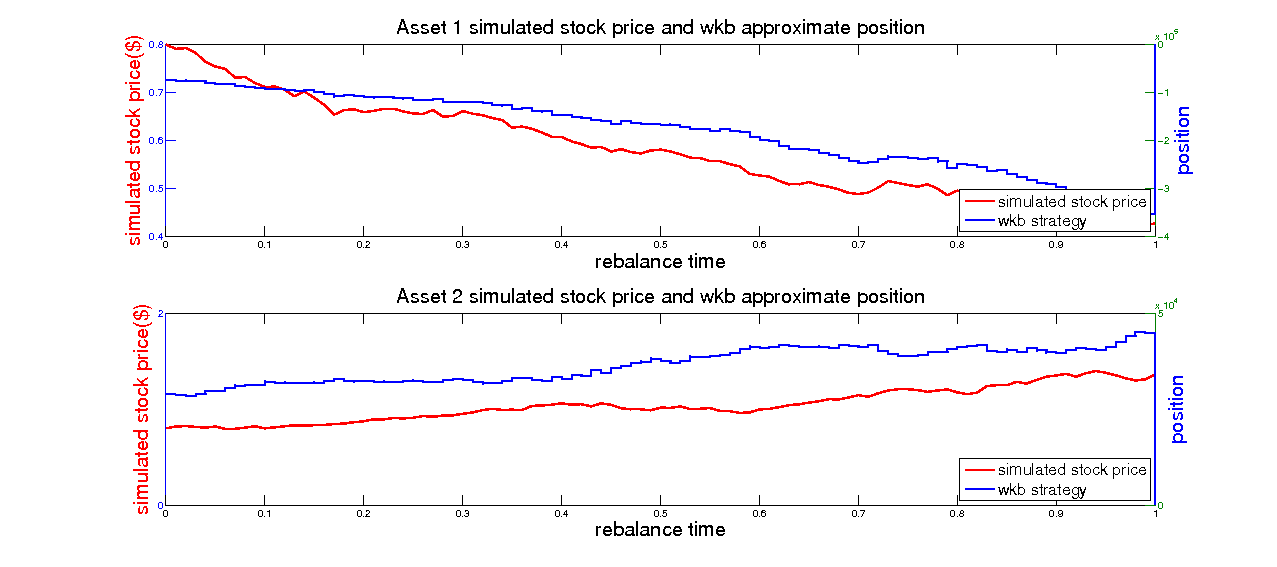 Asset 1 simulated stock price and wkb approximate position
simulated stock price($)
0.8
0.7
0.6
0.5
0.4
x 10^5
0
−1
−2
−3
−4
position
simulated stock price
wkb strategy
0 0.1 0.2 0.3 0.4 0.5 0.6 0.7 0.8 0.9 1
rebalance time
Asset 2 simulated stock price and wkb approximate position
simulated stock price($)
2
0
x 10^4
5
0
position
simulated stock price
wkb strategy
0 0.1 0.2 0.3 0.4 0.5 0.6 0.7 0.8 0.9 1
rebalance time